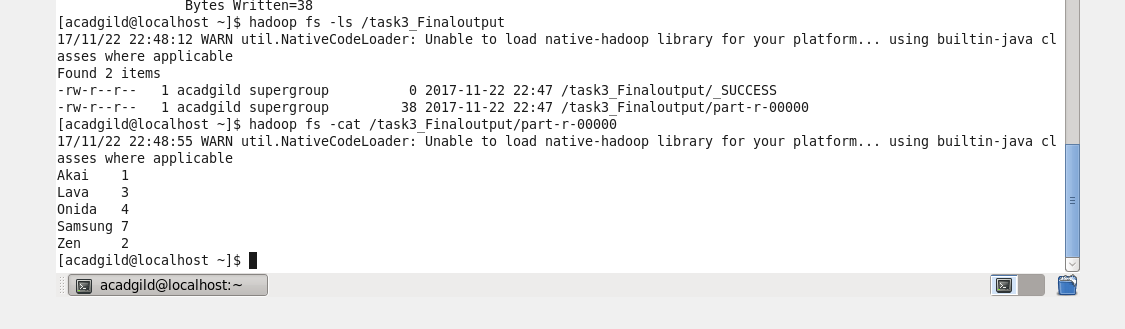 Bytes Written=38
[acadgild@localhost ~]$ hadoop fs -ls /task3_Finaloutput
17/11/22 22:48:12 WARN util.NativeCodeLoader: Unable to load native-hadoop library for your platform... using builtin-java cl
asses where applicable
Found 2 items
-rw-r--r--   1 acadgild supergroup          0 2017-11-22 22:47 /task3_Finaloutput/_SUCCESS
-rw-r--r--   1 acadgild supergroup         38 2017-11-22 22:47 /task3_Finaloutput/part-r-00000
[acadgild@localhost ~]$ hadoop fs -cat /task3_Finaloutput/part-r-00000
17/11/22 22:48:55 WARN util.NativeCodeLoader: Unable to load native-hadoop library for your platform... using builtin-java cl
asses where applicable
Akai    1
Lava    3
Onida   4
Samsung 7
Zen     2
[acadgild@localhost ~]$
acadgild@localhost:~